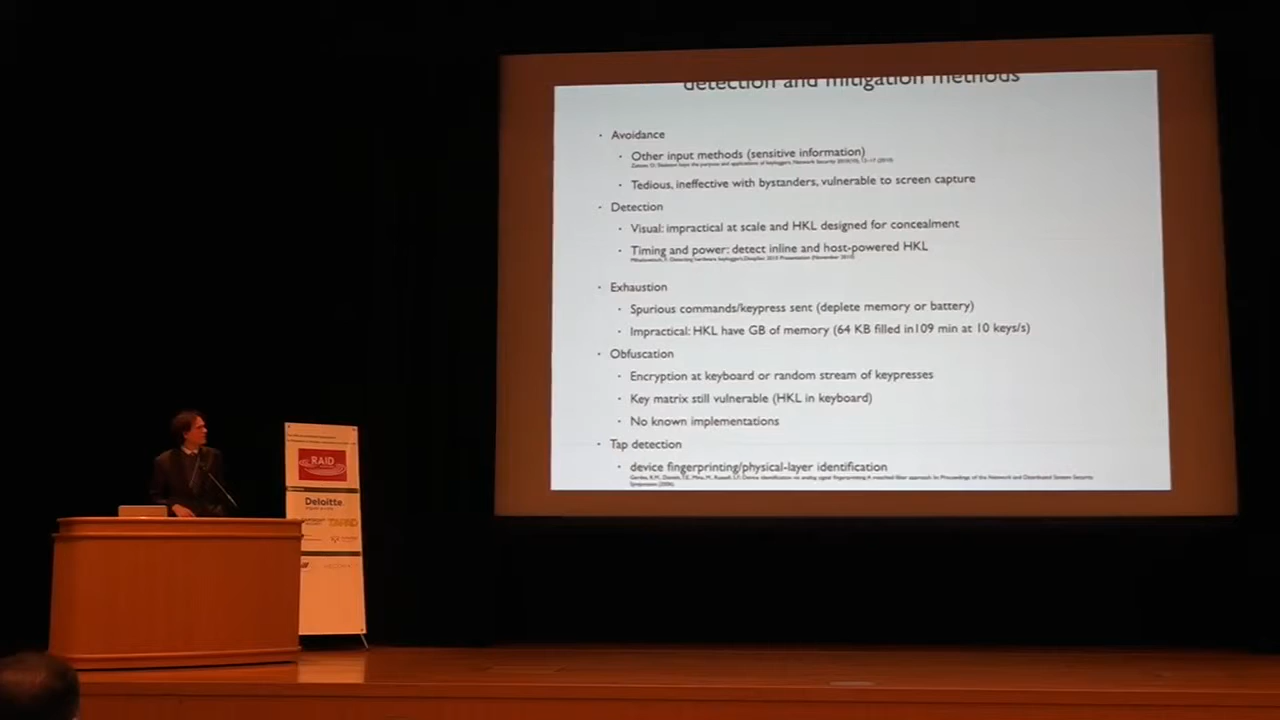 detection and mitigation methods
· Avoidance
· Other input methods (sensitive information)
· Tedious, ineffective with bystanders, vulnerable to screen capture
· Detection
· Visual: impractical at scale and HKL designed for concealment
· Timing and power: detect inline and host-powered HKL
· Exhaustion
· Spurious commands/keypress sent (deplete memory or battery)
· Impractical: HKL have GB of memory (64 KB filled in109 min at 10 keys/s)
· Obfuscation
· Encryption at keyboard or random stream of keypresses
· Key matrix still vulnerable (HKL in keyboard)
· No known implementations
· Tap detection
· device fingerprinting/physical-layer identification
RAID
Deloitte.